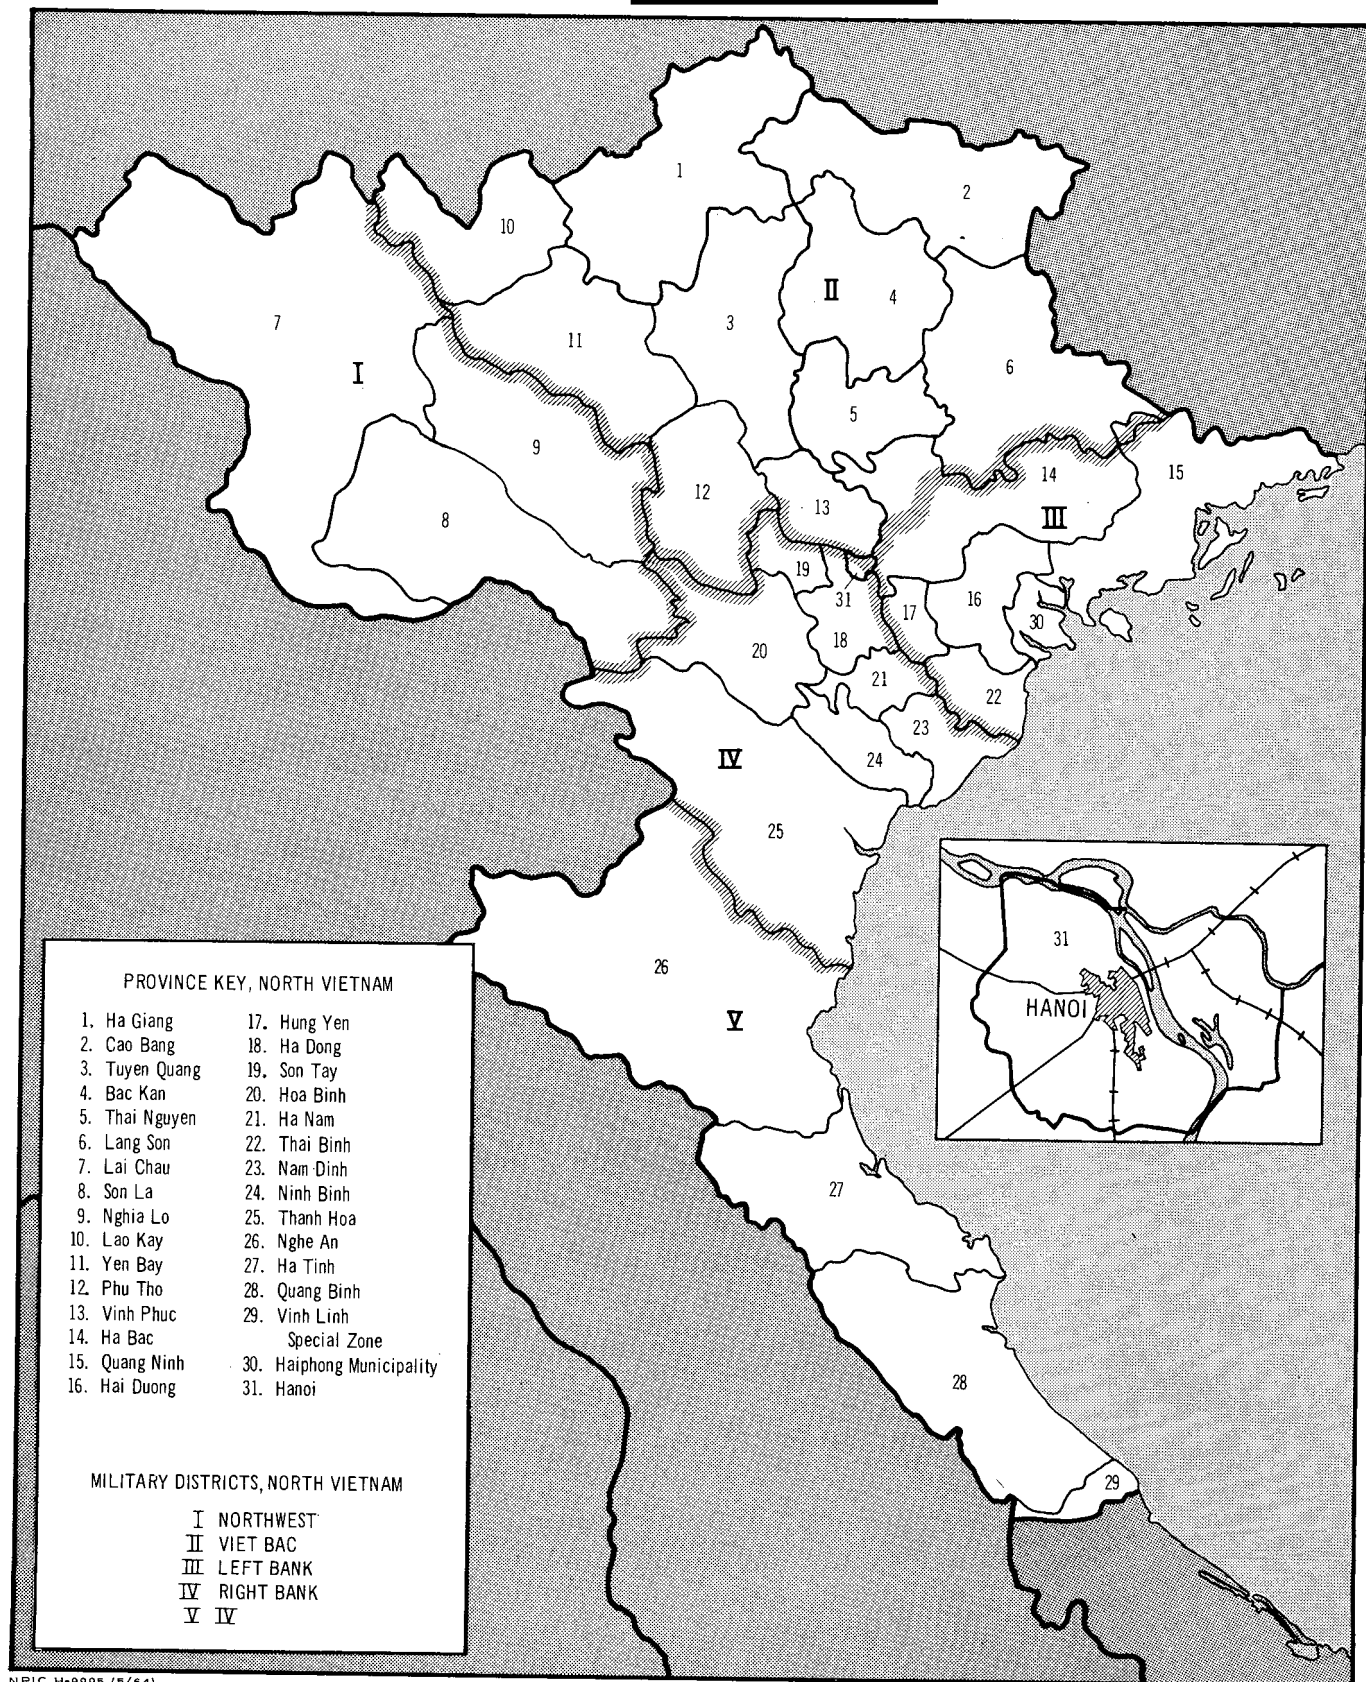 1
2
10
II
4
7
3
11
I
6
5
9
15
14
12
13
8
III
19
31
16
17
30
18
20
21
22
23
IV
24
25
31
26
HANOI
V
27
28
29
PROVINCE KEY, NORTH VIETNAM
1. Ha Giang
2. Cao Bang
3. Tuyen Quang
4. Bac Kan
5. Thai Nguyen
6. Lang Son
7. Lai Chau
8. Son La
9. Nghia Lo
10. Lao Kay
11. Yen Bay
12. Phu Tho
13. Vinh Phuc
14. Ha Bac
15. Quang Ninh
16. Hai Duong
17. Hung Yen
18. Ha Dong
19. Son Tay
20. Hoa Binh
21. Ha Nam
22. Thai Binh
23. Nam Dinh
24. Ninh Binh
25. Thanh Hoa
26. Nghe An
27. Ha Tinh
28. Quang Binh
29. Vinh Linh
Special Zone
30. Haiphong Municipality
31. Hanoi
MILITARY DISTRICTS, NORTH VIETNAM
I NORTHWEST
II VIET BAC
III LEFT BANK
IV RIGHT BANK
V IV